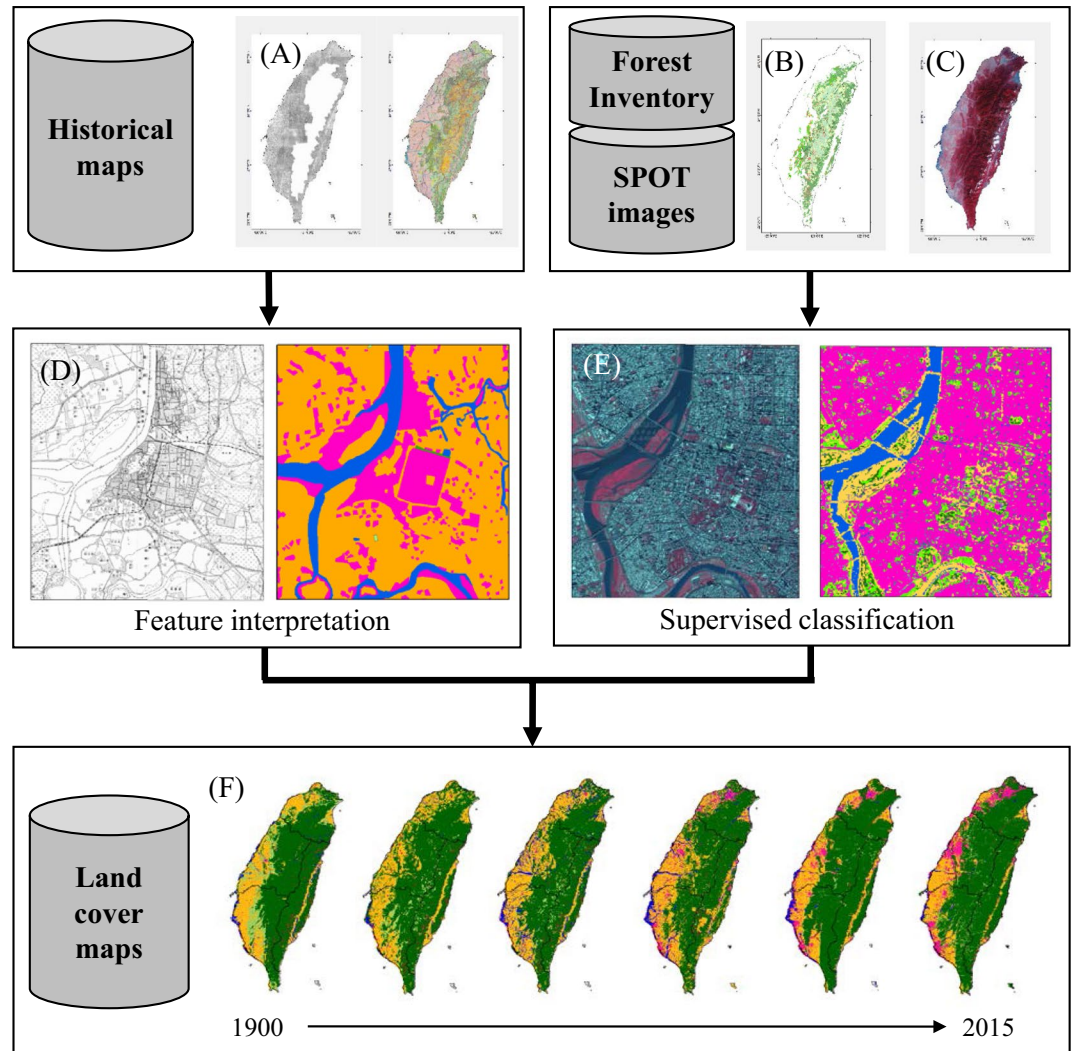 Historical
maps
(A)
Forest
Inventory
SPOT
images
(B)
(C)
(D)
Feature interpretation
(E)
Supervised classification
Land
cover
maps
(F)
1900
2015